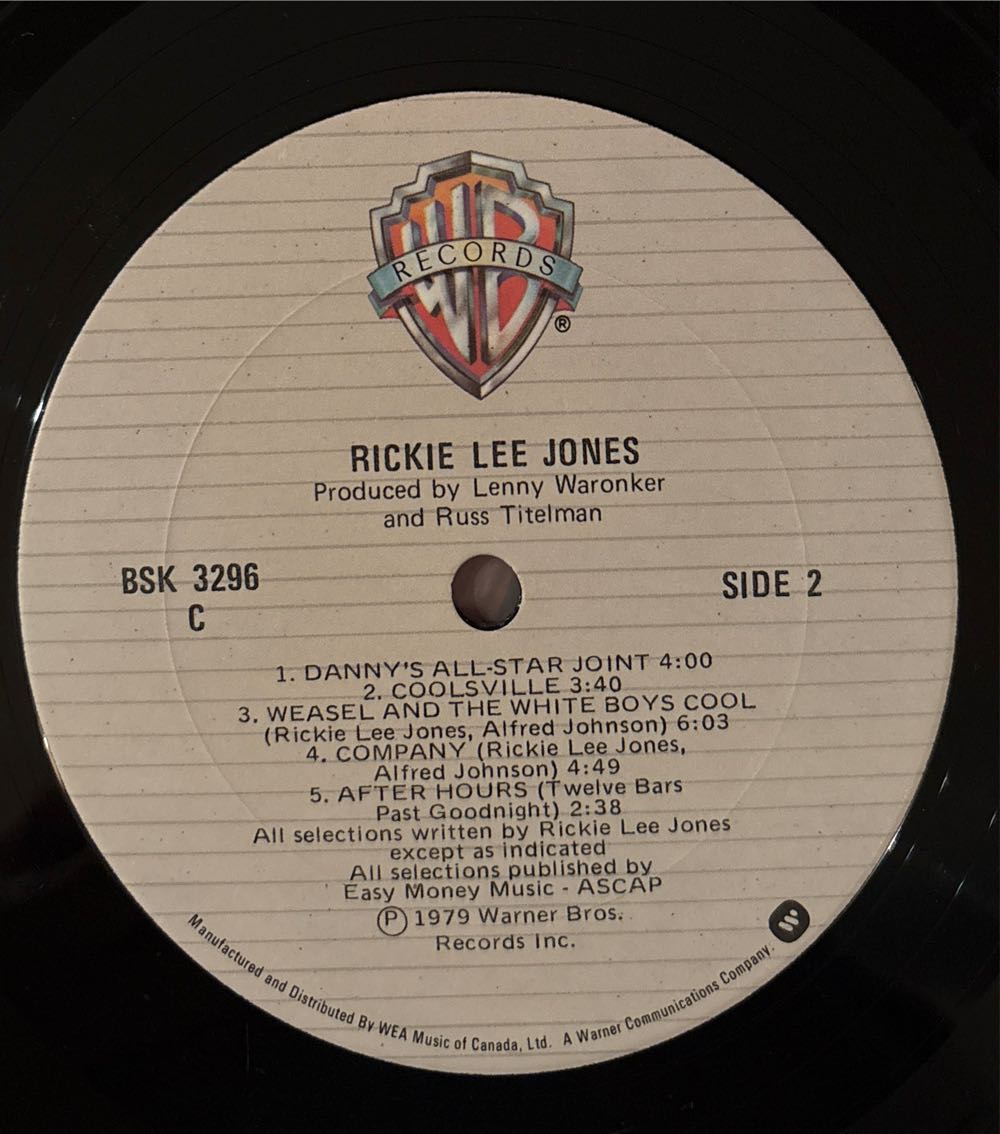 WB
RECORDS
®
RICKIE LEE JONES
Produced by Lenny Waronker
and Russ Titelman
BSK 3296
C
SIDE 2
1. DANNY'S ALL-STAR JOINT 4:00
2. COOLSVILLE 3:40
3. WEASEL AND THE WHITE BOYS COOL
(Rickie Lee Jones, Alfred Johnson) 6:03
4. COMPANY (Rickie Lee Jones,
Alfred Johnson) 4:49
5. AFTER HOURS (Twelve Bars
Past Goodnight) 2:38
All selections written by Rickie Lee Jones
except as indicated
All selections published by
Easy Money Music - ASCAP
℗ 1979 Warner Bros.
Records Inc.
Manufactured and Distributed By WEA Music of Canada, Ltd. A Warner Communications Company.